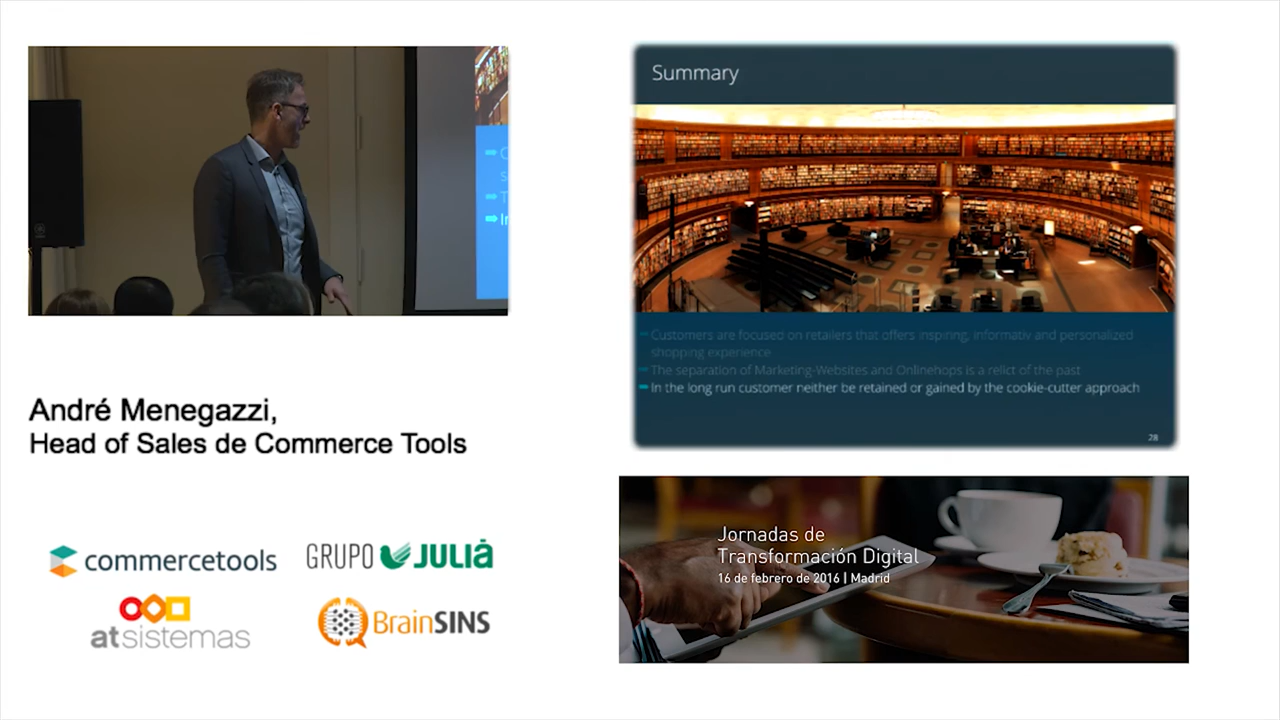 Summary
Customers are focused on retailers that offers inspiring, informativ and personalized
shopping experience
The separation of Marketing-Websites and Onlinehops is a relict of the past
In the long run customer neither be retained or gained by the cookie-cutter approach
28
André Menegazzi,
Head of Sales de Commerce Tools
commercetools
GRUPO JULIÀ
atsistemas
BrainSINS
Jornadas de
Transformación Digital
16 de febrero de 2016 | Madrid